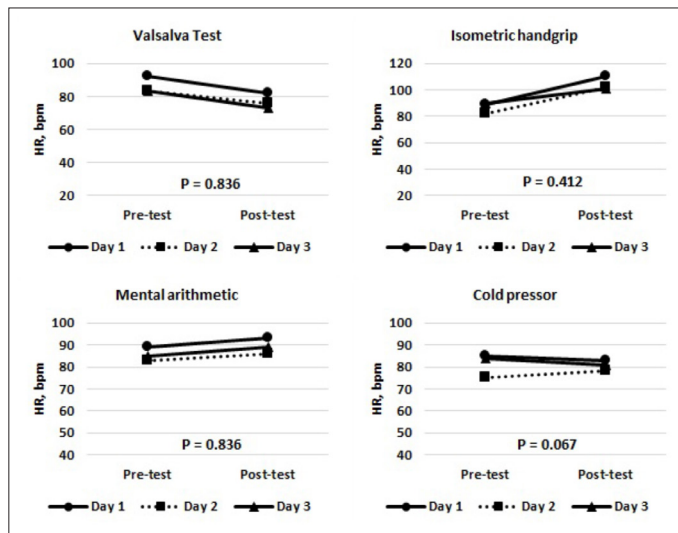 Valsalva Test
HR, bpm
100
80
60
40
20
P = 0.836
Pre-test Post-test
Day 1 Day 2 Day 3
Isometric handgrip
HR, bpm
120
100
80
60
40
20
P = 0.412
Pre-test Post-test
Day 1 Day 2 Day 3
Mental arithmetic
HR, bpm
100
90
80
70
60
50
40
P = 0.836
Pre-test Post-test
Day 1 Day 2 Day 3
Cold pressor
HR, bpm
100
90
80
70
60
50
40
P = 0.067
Pre-test Post-test
Day 1 Day 2 Day 3